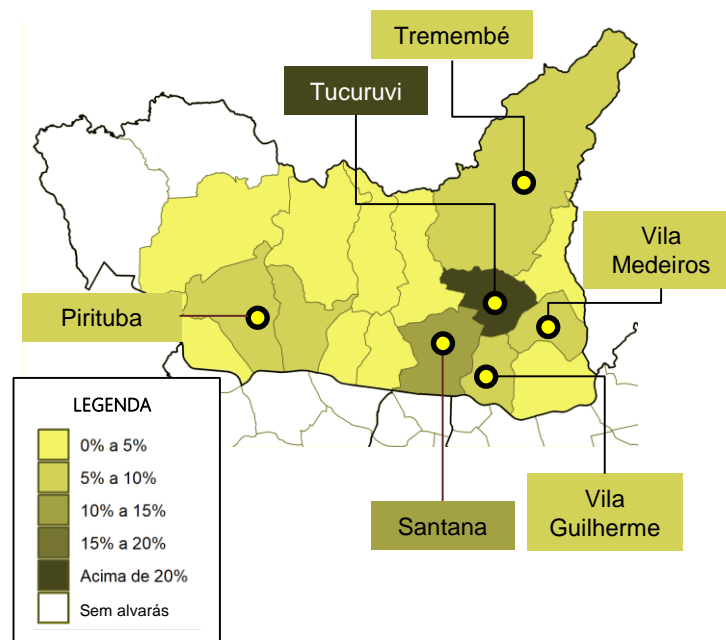 Tremembé
Tucuruvi
Vila
Medeiros
Pirituba
LEGENDA
0% a 5%
5% a 10%
10% a 15%
15% a 20%
Acima de 20%
Sem alvarás
Santana
Vila
Guilherme